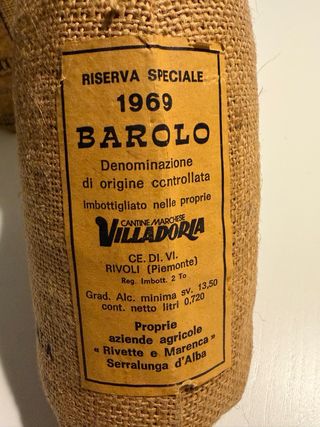 RISERVA SPECIALE
1969
BAROLO
Denominazione
di origine controllata
Imbottigliato nelle proprie
CANTINE MARCHESE
VILLADORIA
CE. DI. VI.
RIVOLI (Piemonte)
Reg. Imbott. 2 To
Grad. Alc. minima sv. 13,50
cont. netto litri 0,720
Proprie
aziende agricole
« Rivette e Marenca »
Serralunga d'Alba